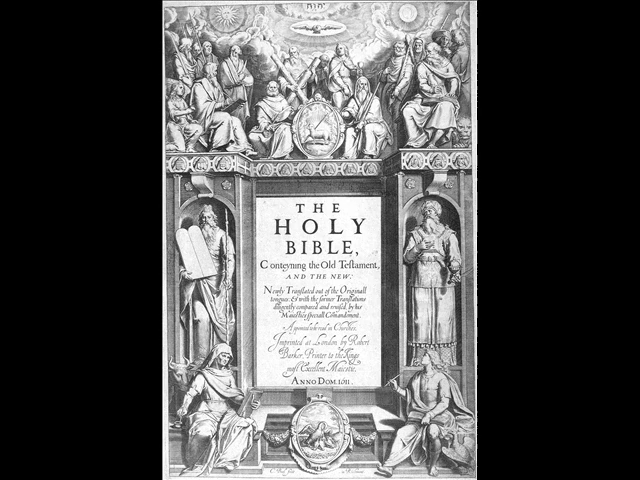 יהוה
THE
HOLY
BIBLE,
Conteyning the Old Testament,
AND THE NEW:
Newly Translated out of the Originall
tongues: & with the former Translations
diligently compared and reuised, by his
Maiesties speciall Comandement.
Appointed to be read in Churches.
Imprinted at London by Robert
Barker, Printer to the Kings
most Excellent Maiestie.
ANNO DOM. 1611.